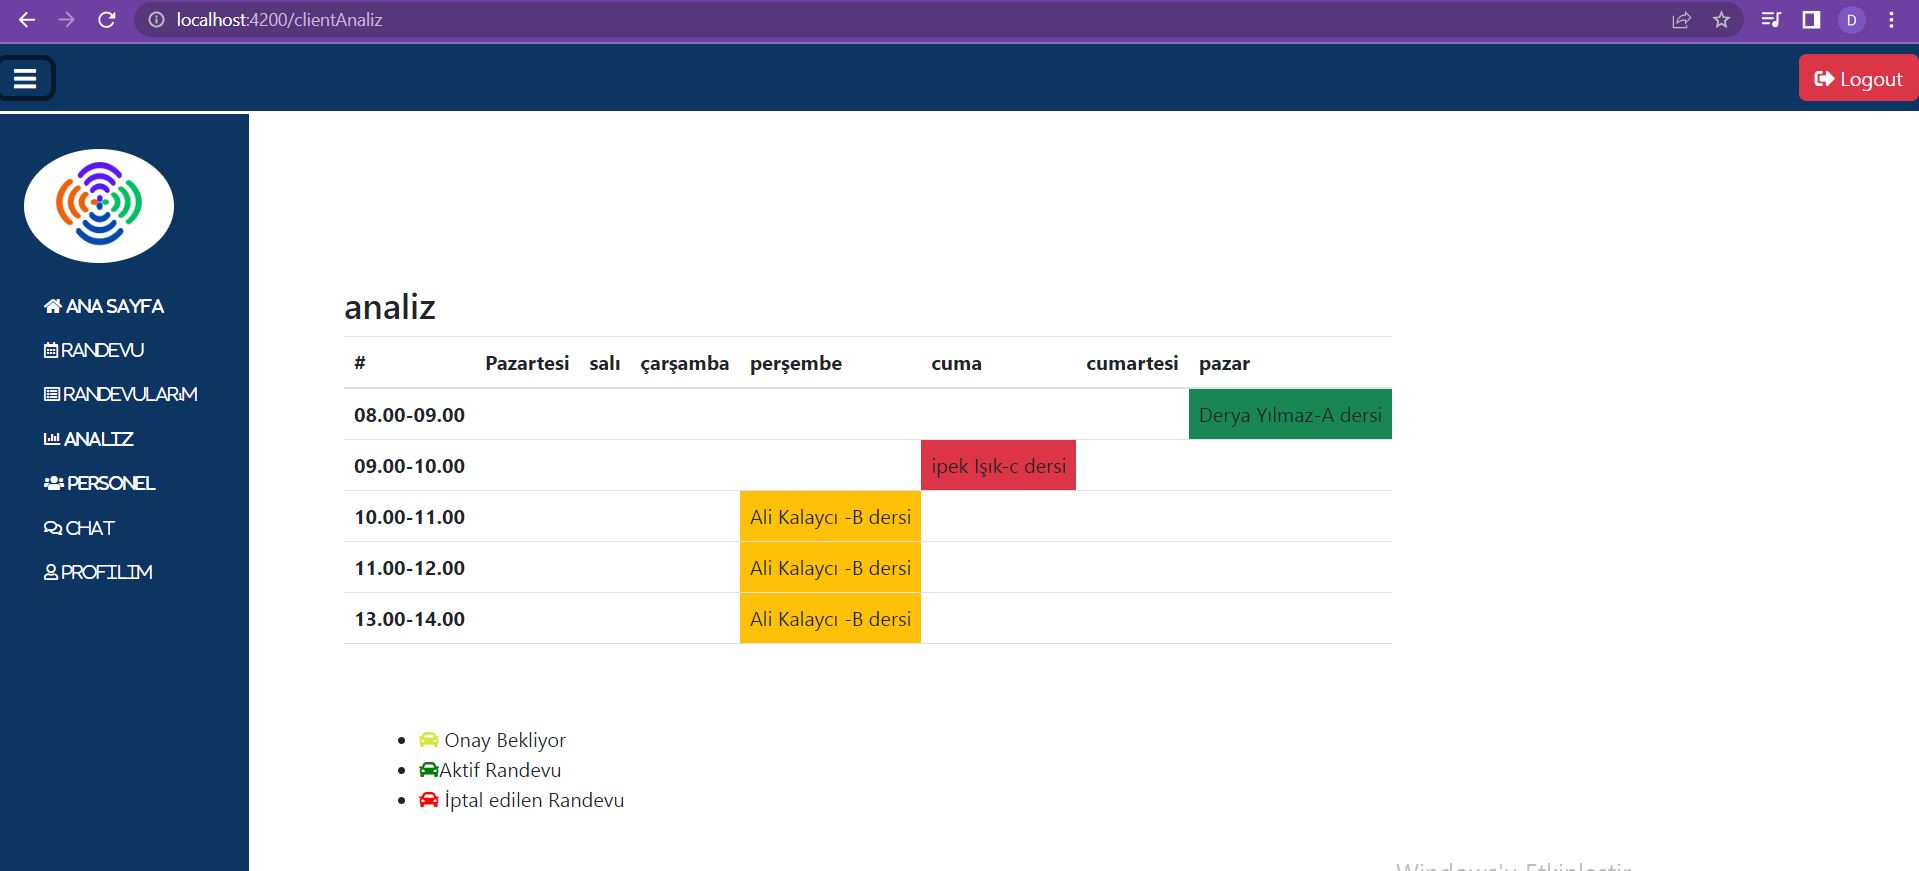 localhost:4200/clientAnaliz
D
Logout
ANA SAYFA
RANDEVU
RANDEVULARıM
ANALIZ
PERSONEL
CHAT
PROFILIM
analiz
# Pazartesi salı çarşamba perşembe cuma cumartesi pazar
08.00-09.00 Derya Yılmaz-A dersi
09.00-10.00 ipek Işık-c dersi
10.00-11.00 Ali Kalaycı -B dersi
11.00-12.00 Ali Kalaycı -B dersi
13.00-14.00 Ali Kalaycı -B dersi
Onay Bekliyor
Aktif Randevu
İptal edilen Randevu
Windows'u Etkinleştir